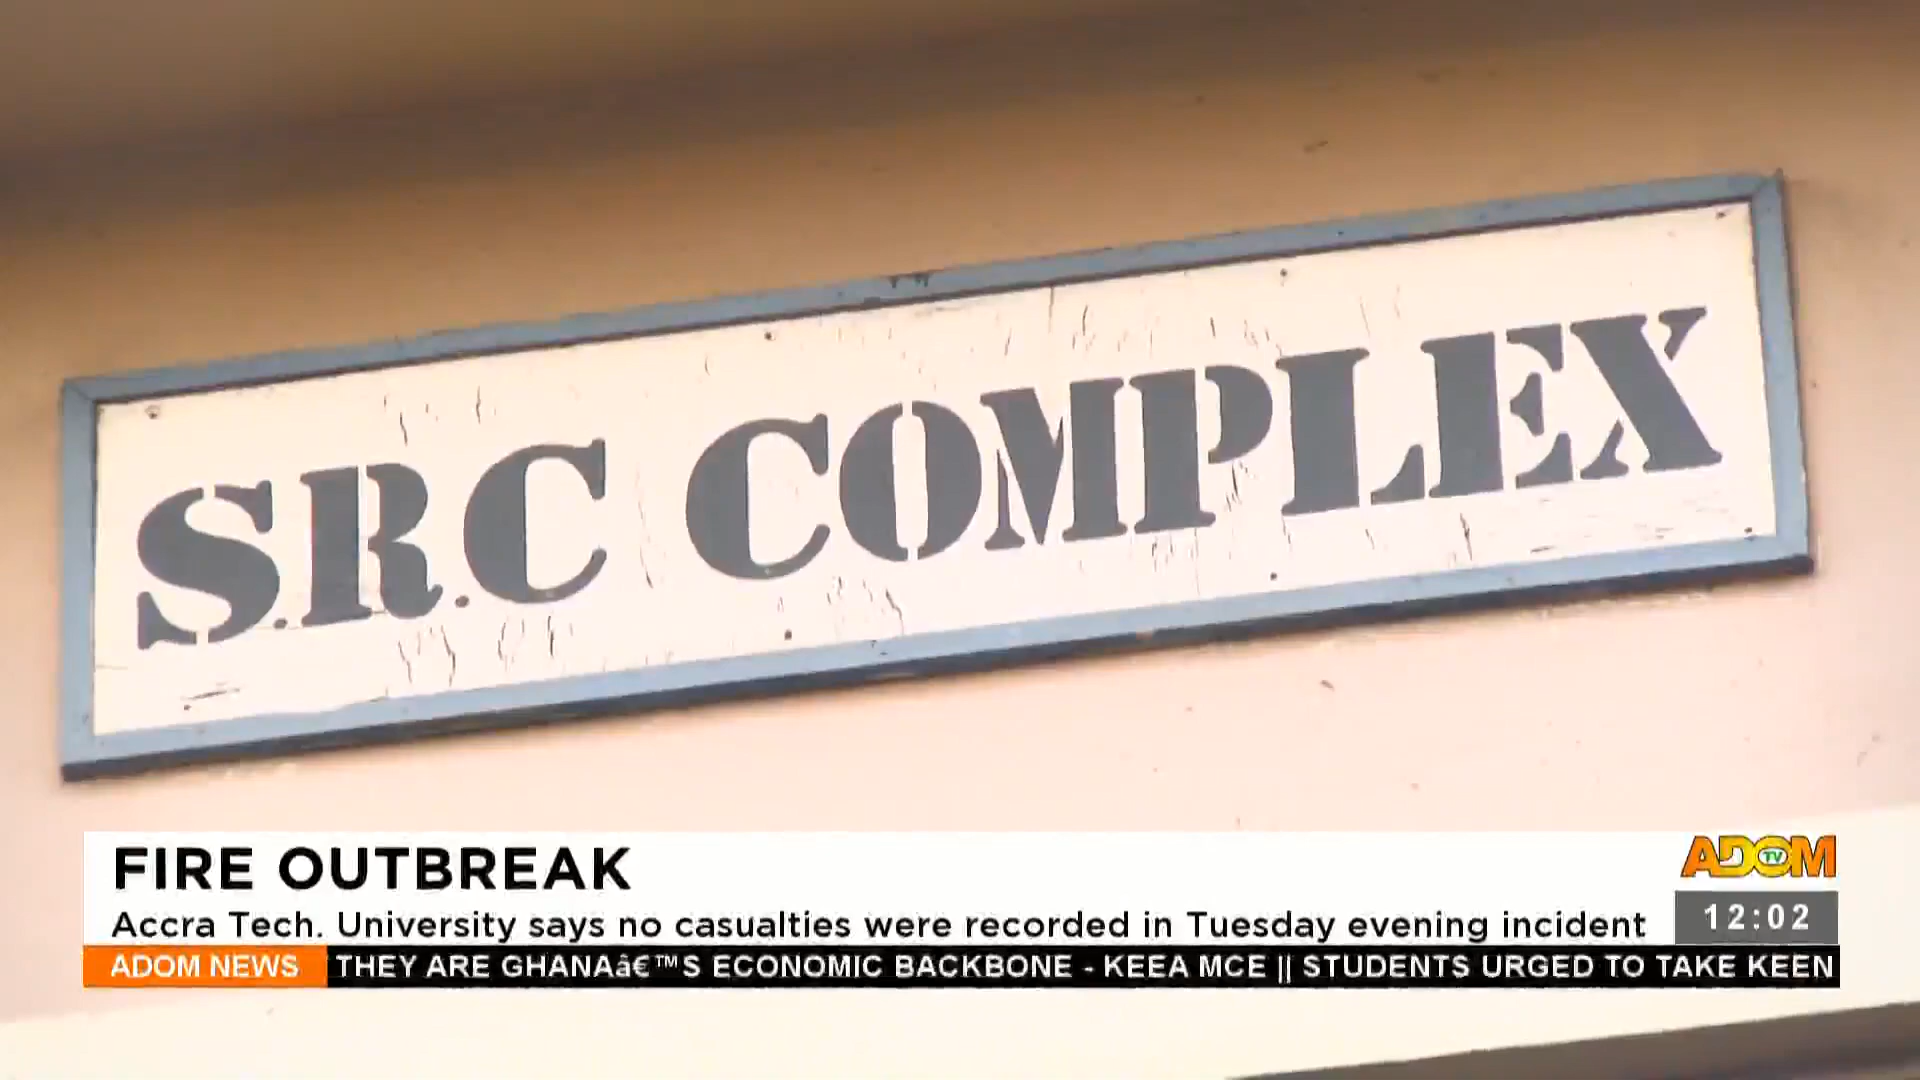 S.R.C COMPLEX
FIRE OUTBREAK
Accra Tech. University says no casualties were recorded in Tuesday evening incident
ADOM TV
12:02
ADOM NEWS
THEY ARE GHANAâ€™S ECONOMIC BACKBONE - KEEA MCE || STUDENTS URGED TO TAKE KEEN